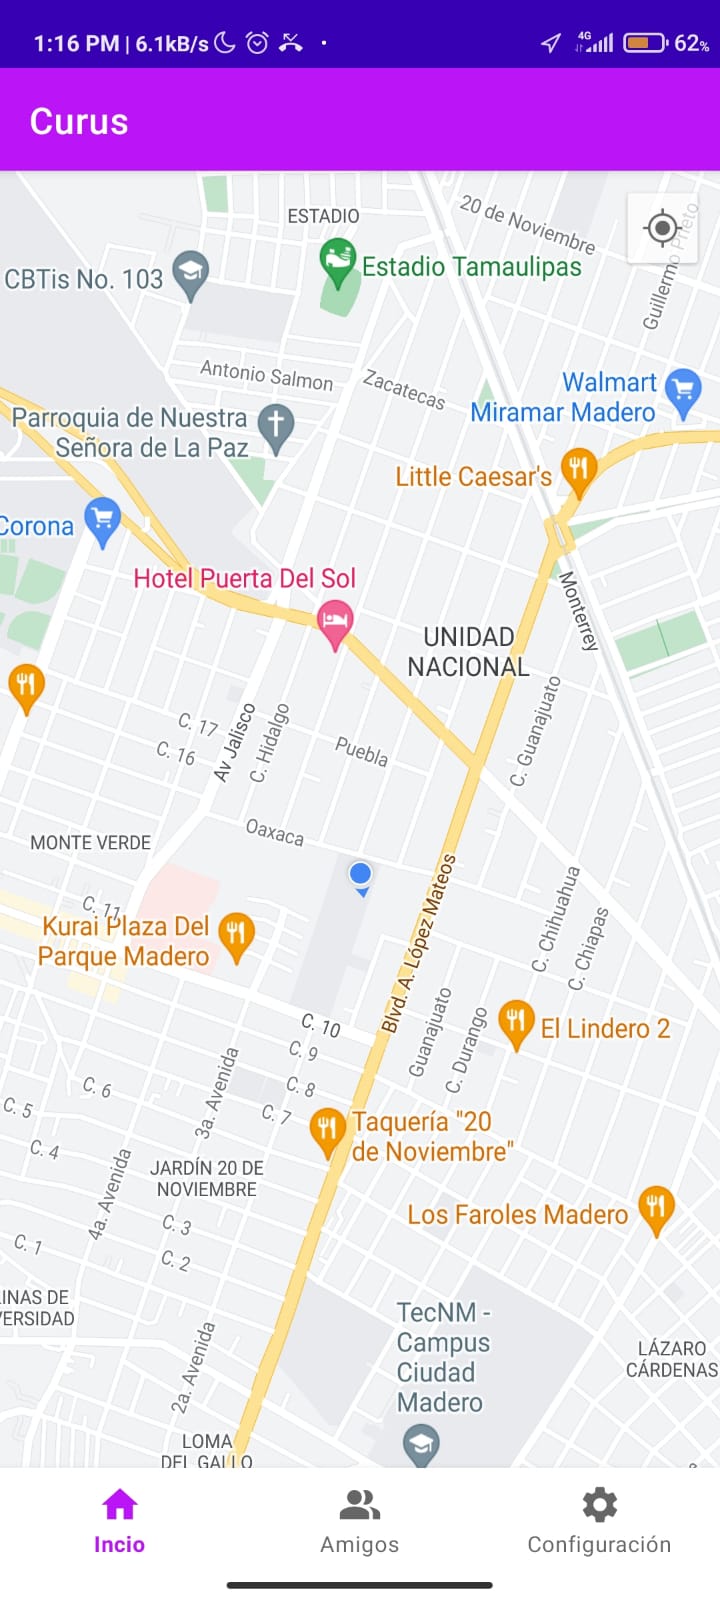 1:16 PM | 6.1kB/s
4G
62%
Curus
ESTADIO
20 de Noviembre
Guillermo Prieto
CBTis No. 103
Estadio Tamaulipas
Antonio Salmon
Zacatecas
Walmart
Miramar Madero
Parroquia de Nuestra
Señora de La Paz
Little Caesar's
Corona
Hotel Puerta Del Sol
Monterrey
UNIDAD
NACIONAL
C. Guanajuato
C. 17
C. 16
Av Jalisco
C. Hidalgo
Puebla
Oaxaca
MONTE VERDE
Blvd. A. López Mateos
C. Chihuahua
C. Chiapas
C. 11
Kurai Plaza Del
Parque Madero
C. 10
Guanajuato
C. Durango
El Lindero 2
C. 9
C. 8
C. 7
3a. Avenida
C. 6
C. 5
C. 4
Taquería "20
de Noviembre"
JARDÍN 20 DE
NOVIEMBRE
4a. Avenida
Los Faroles Madero
C. 3
C. 2
C. 1
INAS DE
VERSIDAD
TecNM -
Campus
Ciudad
Madero
2a. Avenida
LÁZARO
CÁRDENAS
LOMA
DEL GALLO
Incio
Amigos
Configuración